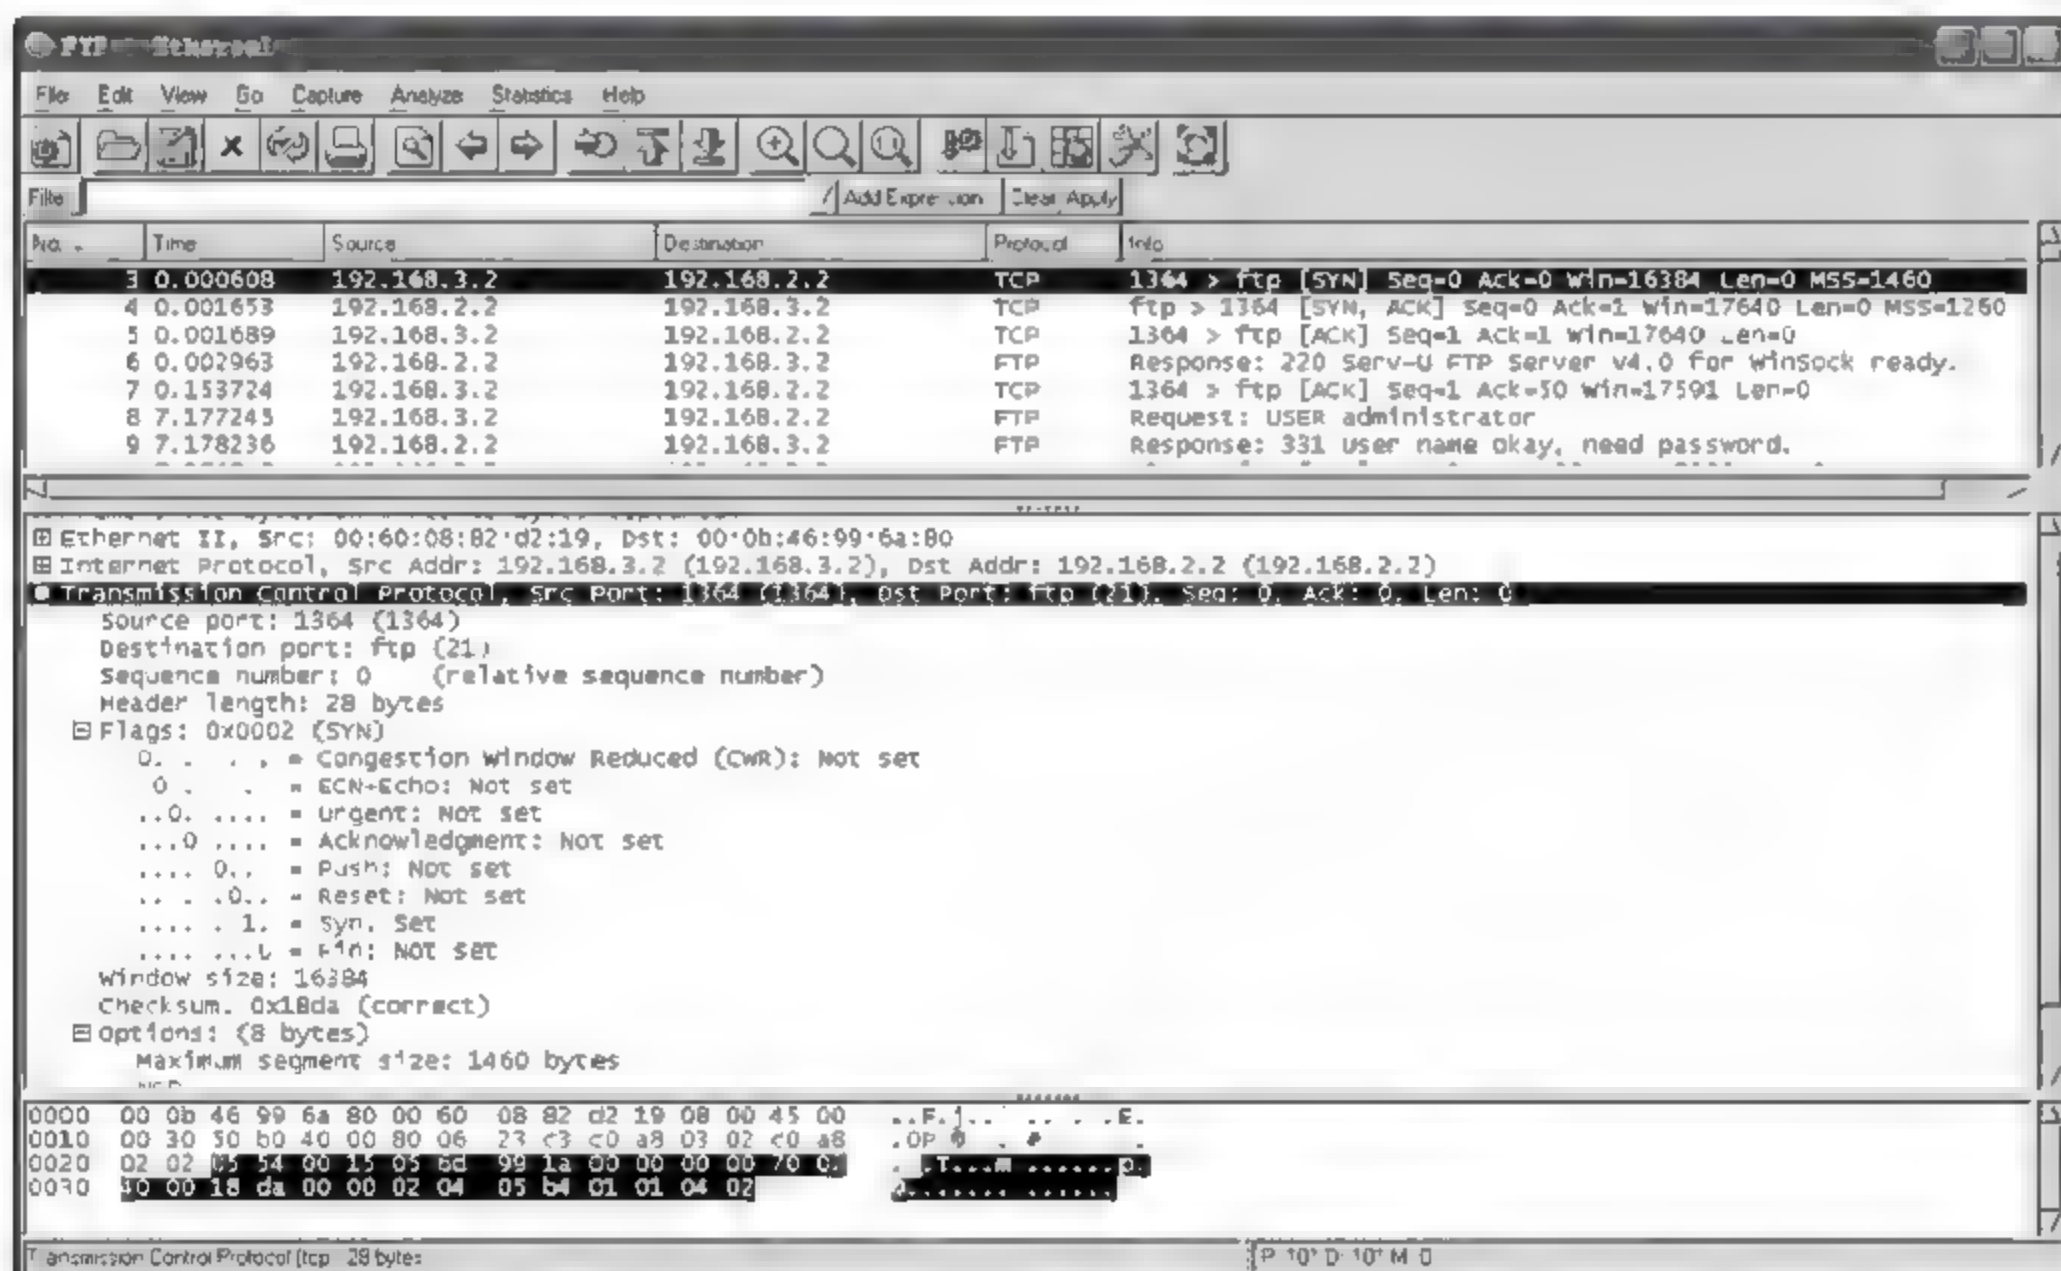 File Edit View Go Capture Analyze Statistics Help
Add Expression Clear Apply
No. Time Source Destination Protocol Info
3 0.000608 192.168.3.2 192.168.2.2 TCP 1364 > ftp [SYN] Seq=0 Ack=0 Win=16384 Len=0 MSS=1460
4 0.001653 192.168.2.2 192.168.3.2 TCP ftp > 1364 [SYN, ACK] Seq=0 Ack=1 Win=17640 Len=0 MSS=1260
5 0.001689 192.168.3.2 192.168.2.2 TCP 1364 > ftp [ACK] Seq=1 Ack=1 Win=17640 Len=0
6 0.002963 192.168.2.2 192.168.3.2 FTP Response: 220 Serv-U FTP Server v4.0 for WinSock ready.
7 0.153724 192.168.3.2 192.168.2.2 TCP 1364 > ftp [ACK] Seq=1 Ack=50 Win=17591 Len=0
8 7.177245 192.168.3.2 192.168.2.2 FTP Request: USER administrator
9 7.178236 192.168.2.2 192.168.3.2 FTP Response: 331 User name okay, need password.
Ethernet II, Src: 00:60:08:82:d2:19, Dst: 00:0b:46:99:6a:80
Internet Protocol, Src Addr: 192.168.3.2 (192.168.3.2), Dst Addr: 192.168.2.2 (192.168.2.2)
Transmission Control Protocol, Src Port: 1364 (1364), Dst Port: ftp (21), Seq: 0, Ack: 0, Len: 0
Source port: 1364 (1364)
Destination port: ftp (21)
Sequence number: 0 (relative sequence number)
Header length: 28 bytes
Flags: 0x0002 (SYN)
0... .... = Congestion Window Reduced (CWR): Not set
.0.. .... = ECN-Echo: Not set
..0. .... = Urgent: Not set
...0 .... = Acknowledgment: Not set
.... 0... = Push: Not set
.... .0.. = Reset: Not set
.... ..1. = Syn: Set
.... ...0 = Fin: Not set
Window size: 16384
Checksum: 0x18da (correct)
Options: (8 bytes)
Maximum segment size: 1460 bytes
0000 00 0b 46 99 6a 80 00 60 08 82 d2 19 08 00 45 00 ..F.j..` ......E.
0010 00 30 50 b0 40 00 80 06 23 c3 c0 a8 03 02 c0 a8
0020 02 02 05 54 00 15 05 6d 99 1a 00 00 00 00 70 02 ...T...m ......p.
0030 40 00 18 da 00 00 02 04 05 b4 01 01 04 02 @....... ......
Transmission Control Protocol (tcp 28 bytes
P: 10 D: 10 M: 0